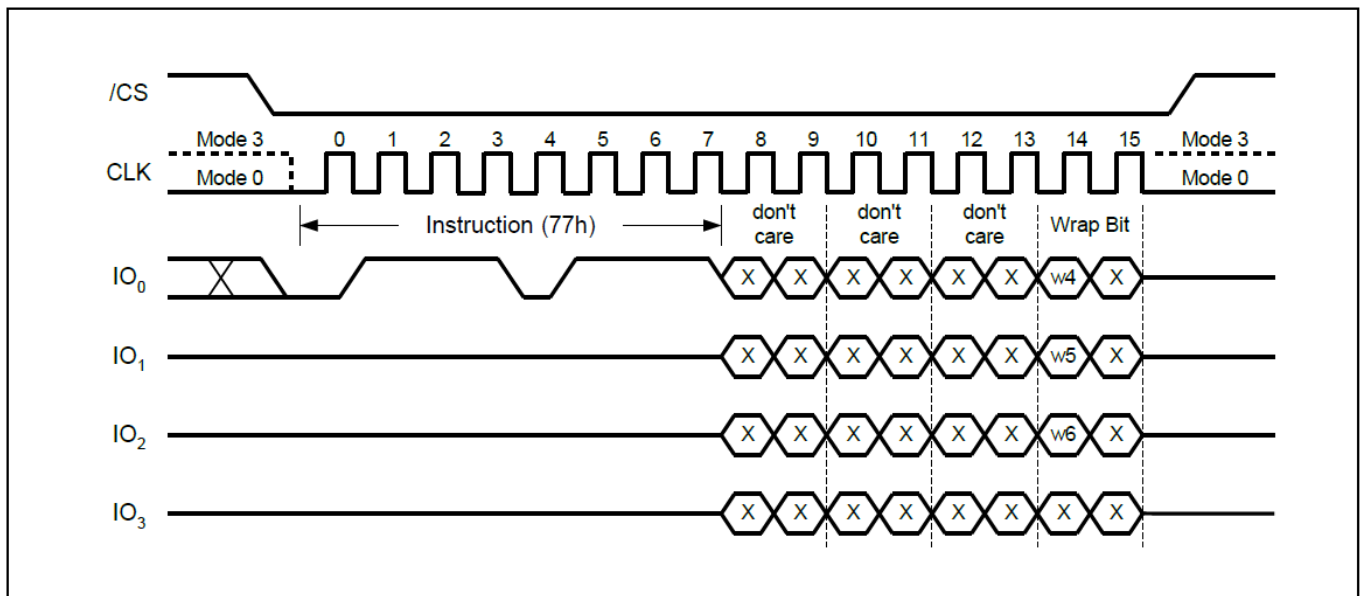 /CS
Mode 3 0 1 2 3 4 5 6 7 8 9 10 11 12 13 14 15 Mode 3
CLK
Mode 0 Mode 0
Instruction (77h) don't care don't care don't care Wrap Bit
IO0 X X X X X X w4 X
IO1 X X X X X X w5 X
IO2 X X X X X X w6 X
IO3 X X X X X X X X